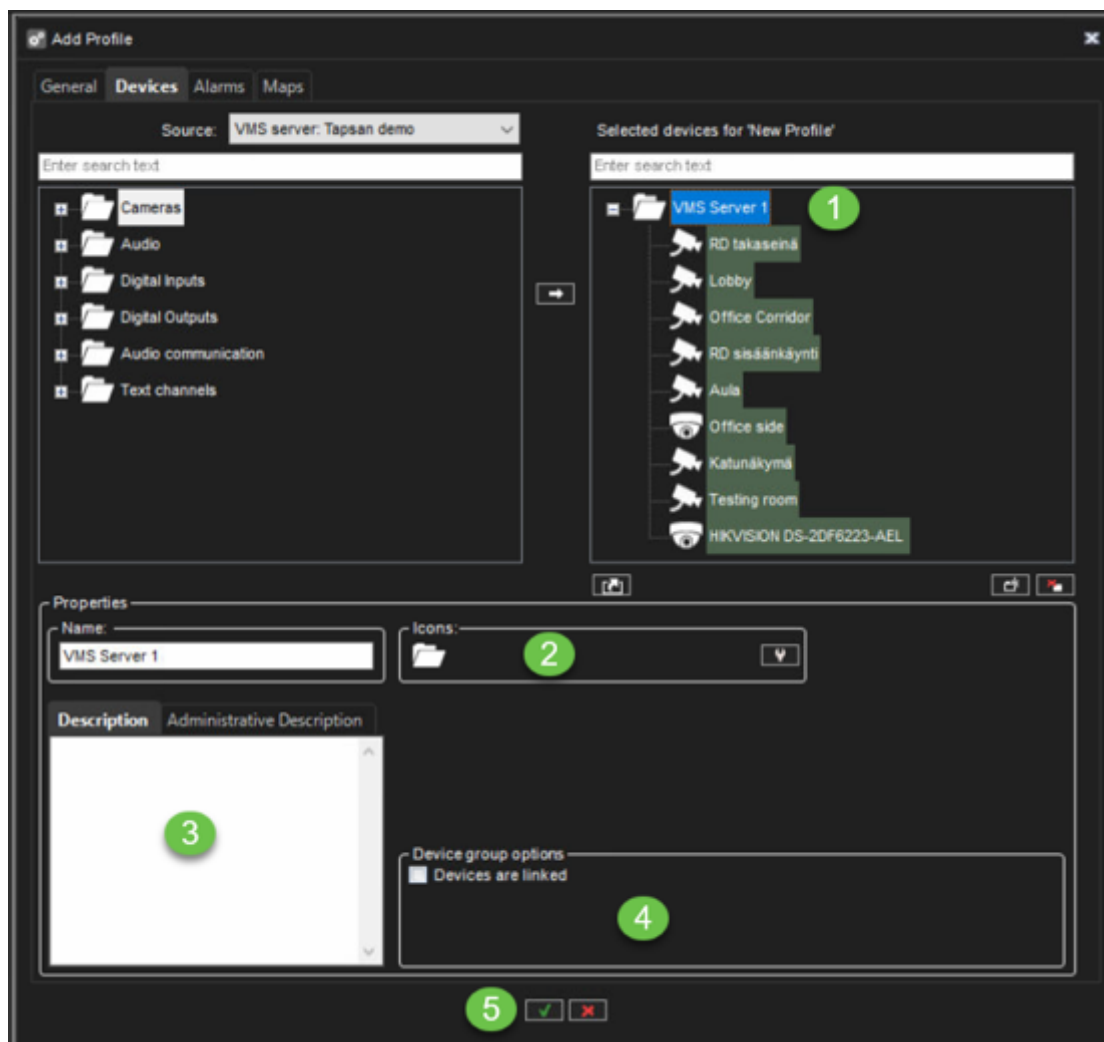 Add Profile
General Devices Alarms Maps
Source: VMS server: Tapsan demo
Selected devices for 'New Profile'
Enter search text
Enter search text
Cameras
Audio
Digital Inputs
Digital Outputs
Audio communication
Text channels
VMS Server 1
1
RD takaseinä
Lobby
Office Corridor
RD sisäänkäynti
Aula
Office side
Katunäkymä
Testing room
HIKVISION DS-2DF6223-AEL
Properties
Name:
VMS Server 1
Icons:
2
Description Administrative Description
3
Device group options
Devices are linked
4
5